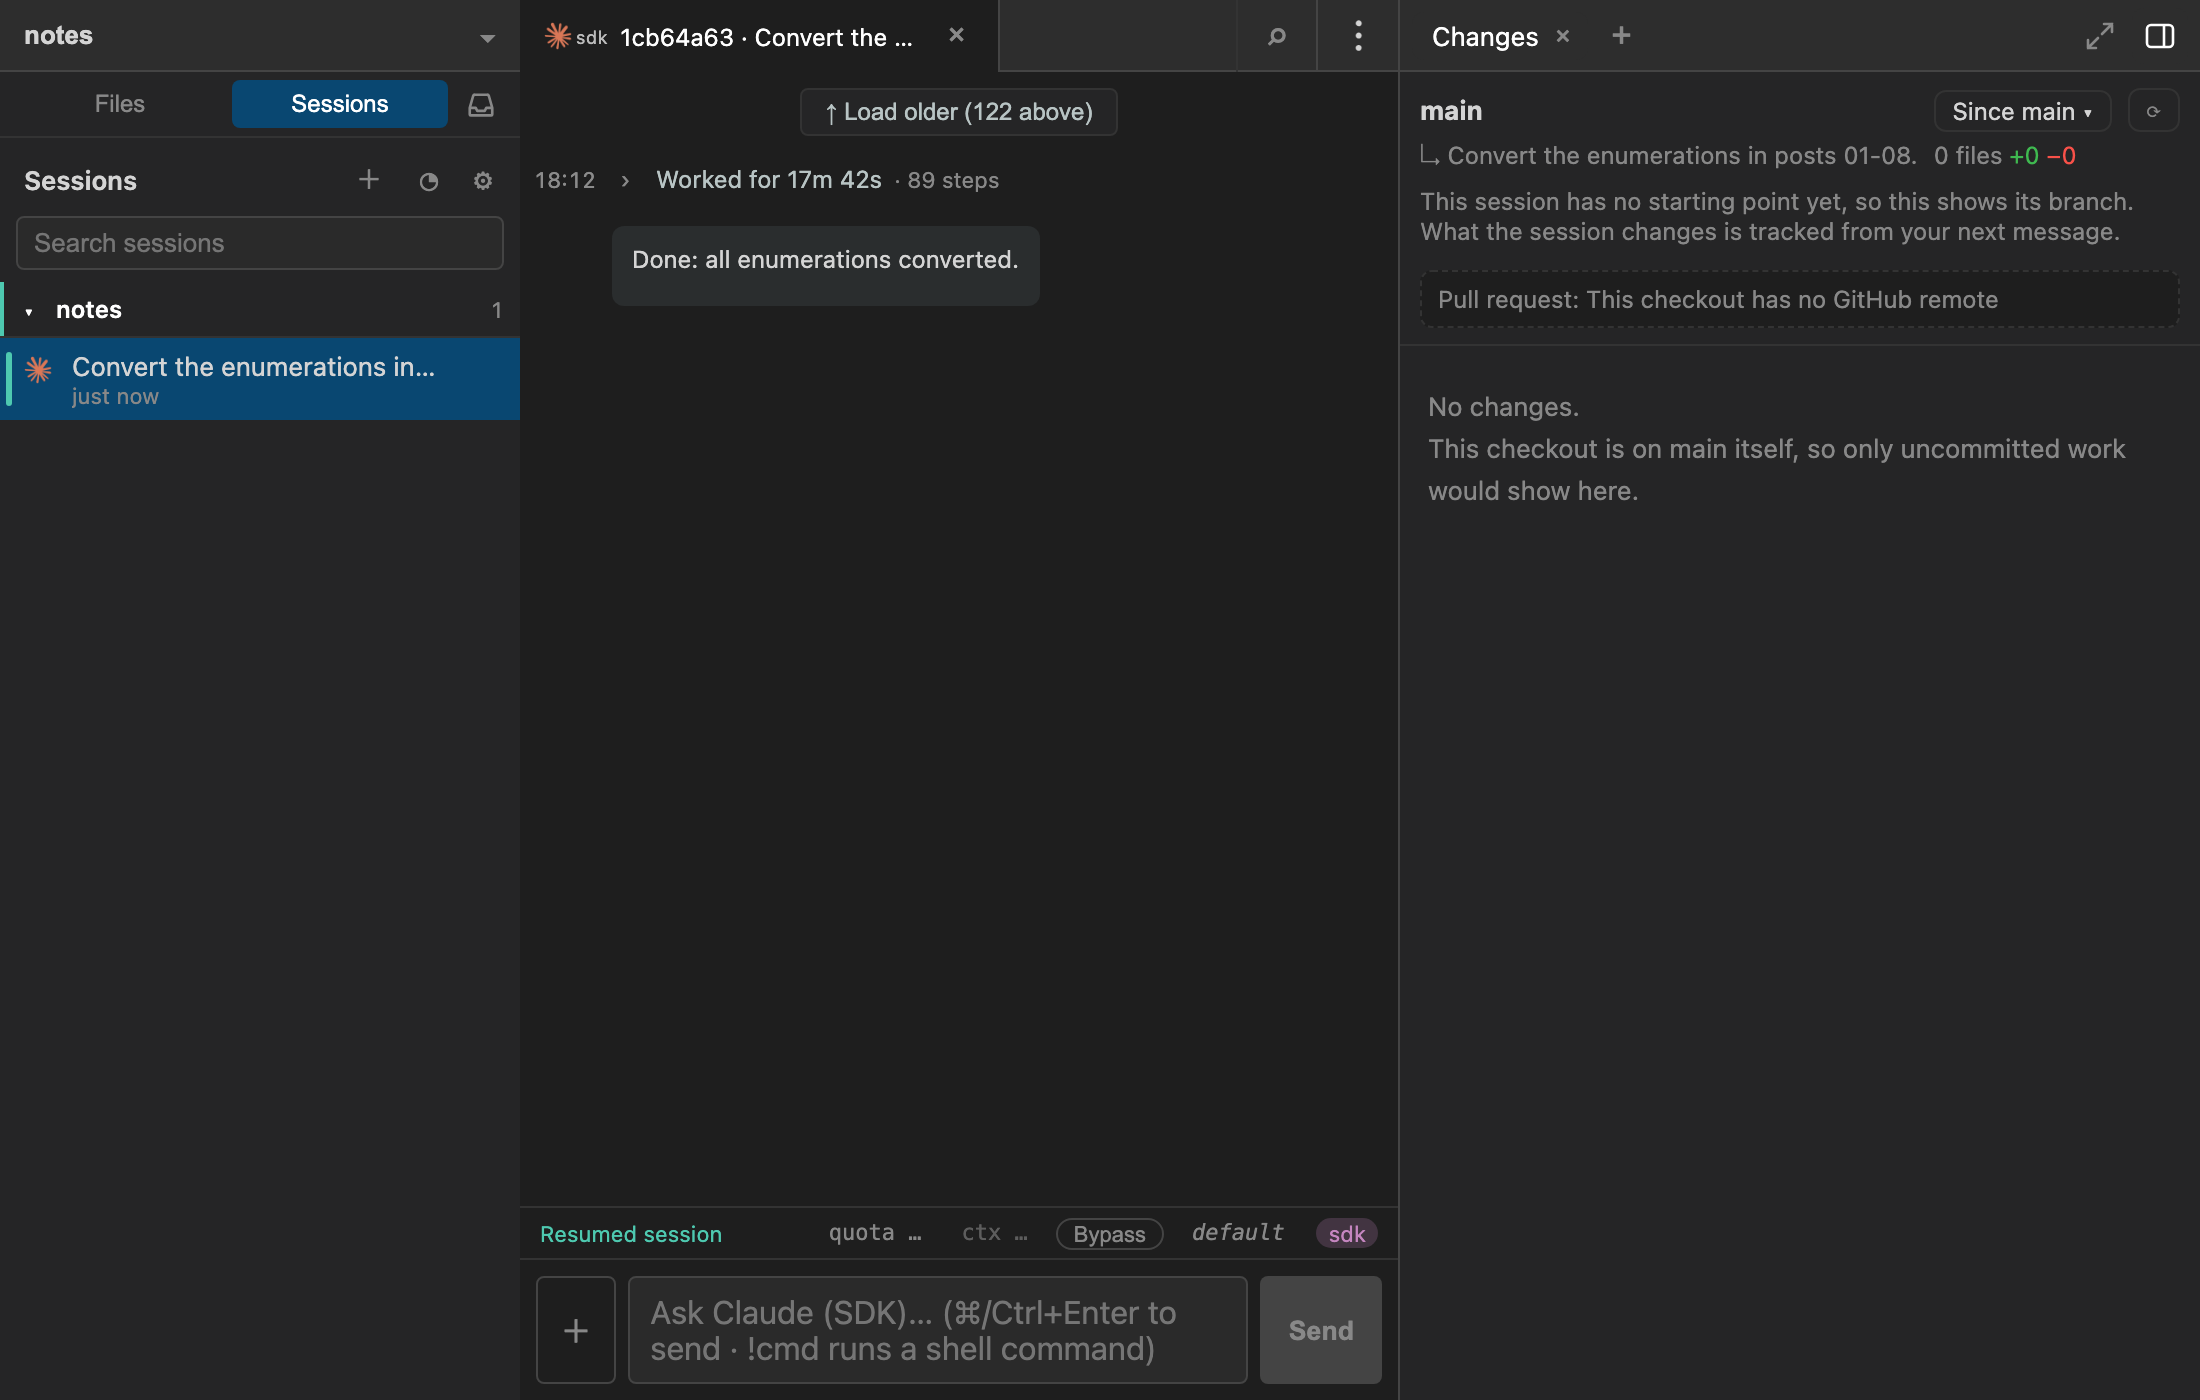 notes
Files
Sessions
Sessions
Search sessions
notes
1
Convert the enumerations in...
just now
sdk 1cb64a63 · Convert the ...
↑ Load older (122 above)
18:12 › Worked for 17m 42s · 89 steps
Done: all enumerations converted.
Resumed session
quota …
ctx …
Bypass
default
sdk
Ask Claude (SDK)... (⌘/Ctrl+Enter to
send · !cmd runs a shell command)
Send
Changes
main
Since main
Convert the enumerations in posts 01-08. 0 files +0 −0
This session has no starting point yet, so this shows its branch.
What the session changes is tracked from your next message.
Pull request: This checkout has no GitHub remote
No changes.
This checkout is on main itself, so only uncommitted work
would show here.